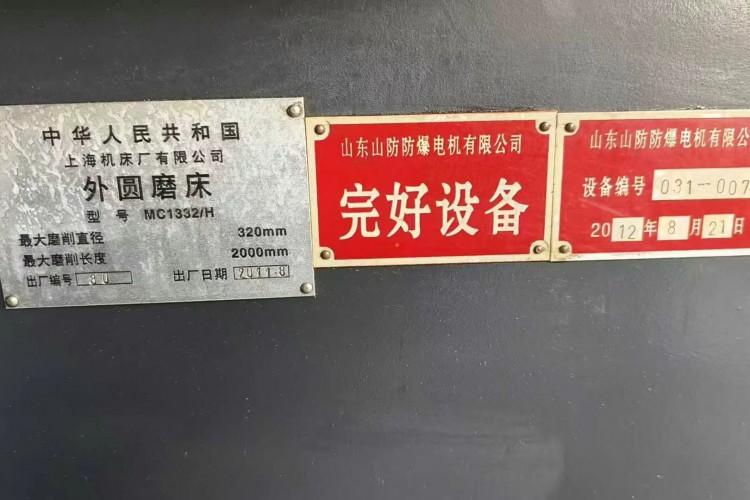 中华人民共和国
上海机床厂有限公司
外圆磨床
型号 MC1332/H
最大磨削直径 320mm
最大磨削长度 2000mm
出厂编号 30 出厂日期 2011.8
山东山防防爆电机有限公司
完好设备
山东山防防爆电机有限公司
设备编号 031-007
2012年8月21日